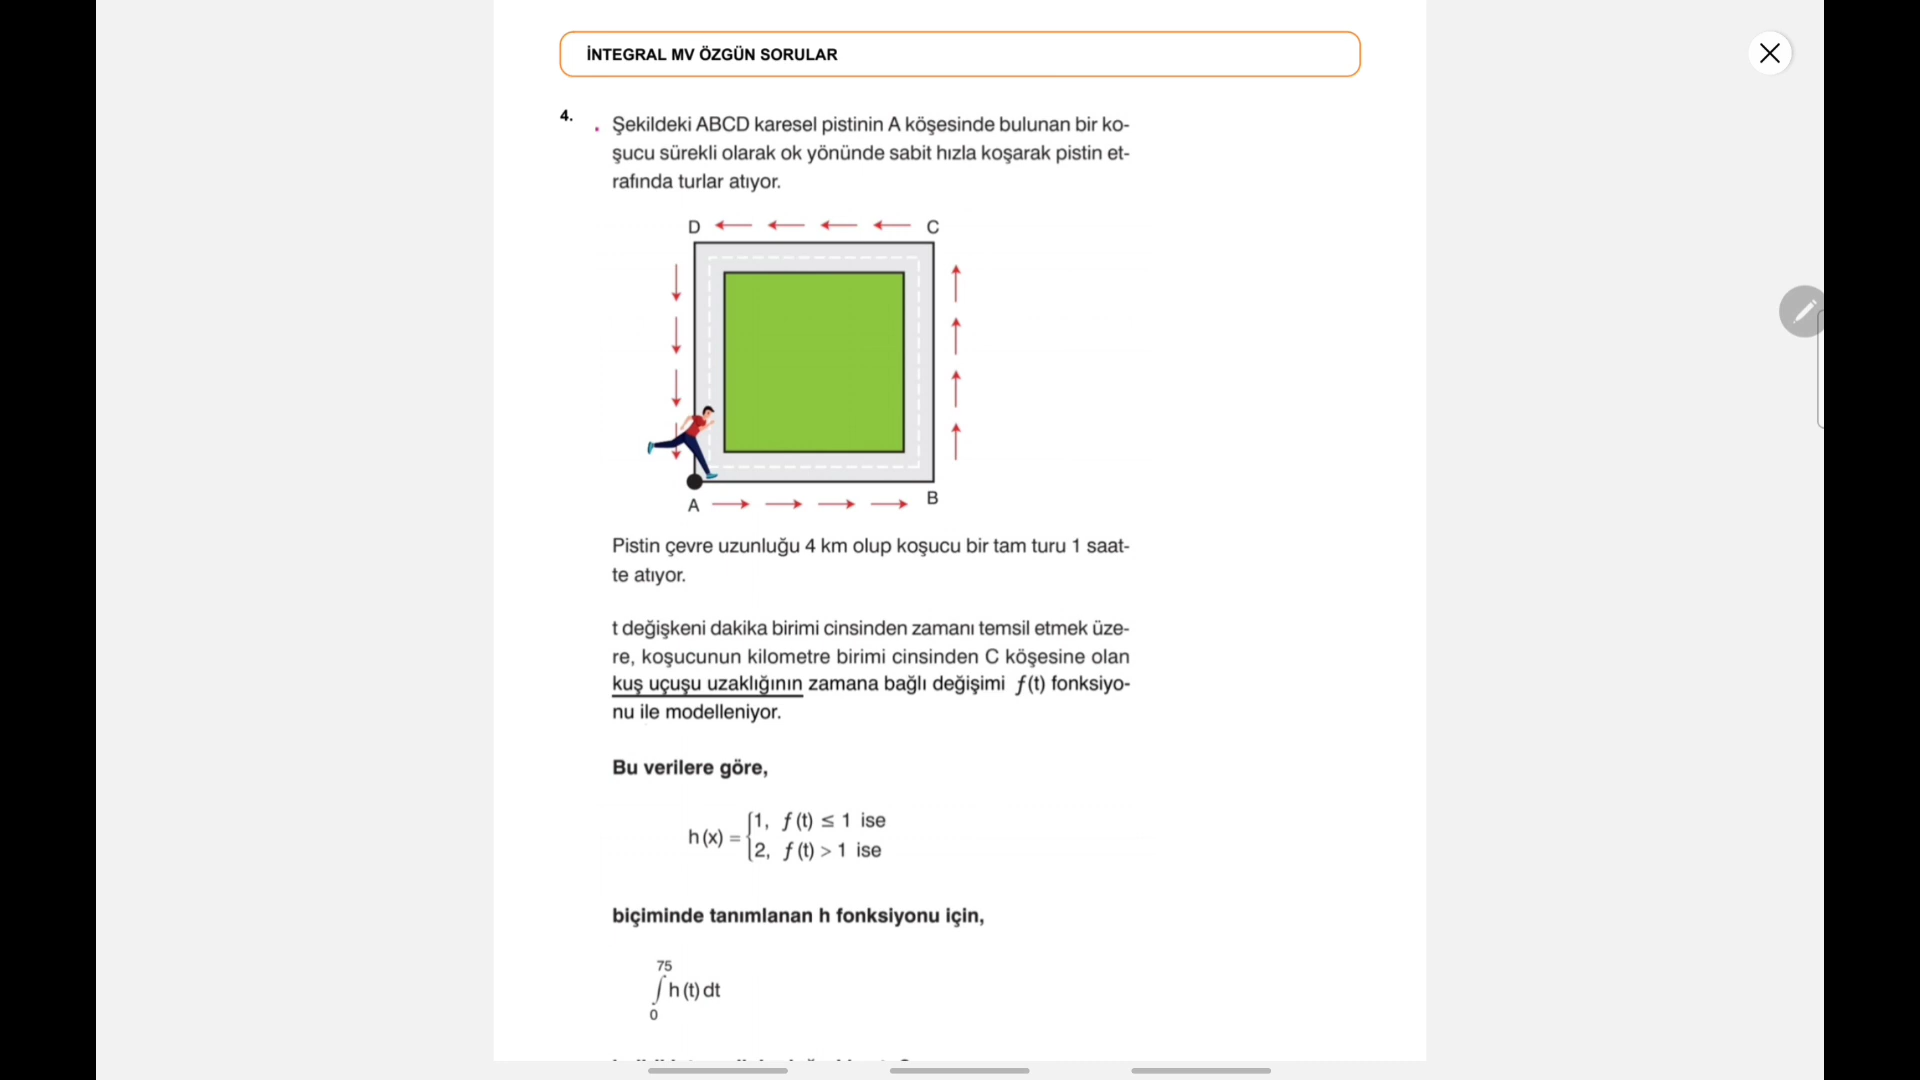 İNTEGRAL MV ÖZGÜN SORULAR
4.
Şekildeki ABCD karesel pistinin A köşesinde bulunan bir ko-
şucu sürekli olarak ok yönünde sabit hızla koşarak pistin et-
rafında turlar atıyor.
D C
A B
Pistin çevre uzunluğu 4 km olup koşucu bir tam turu 1 saat-
te atıyor.
t değişkeni dakika birimi cinsinden zamanı temsil etmek üze-
re, koşucunun kilometre birimi cinsinden C köşesine olan
kuş uçuşu uzaklığının zamana bağlı değişimi f(t) fonksiyo-
nu ile modelleniyor.
Bu verilere göre,
h(x) = { 1, f(t) ≤ 1 ise
2, f(t) > 1 ise
biçiminde tanımlanan h fonksiyonu için,
75
∫ h(t) dt
0